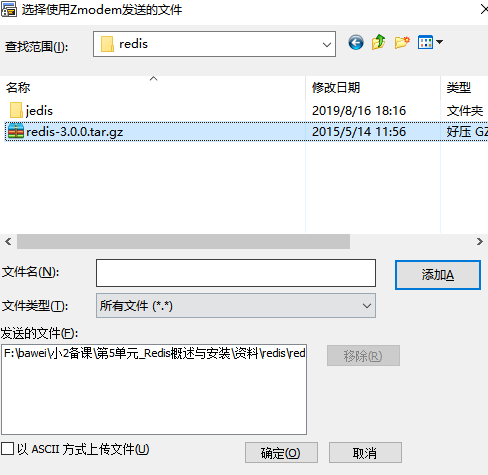 选择使用Zmodem发送的文件
查找范围(I): redis
名称 修改日期 类型
jedis 2019/8/16 18:16 文件夹
redis-3.0.0.tar.gz 2015/5/14 11:56 好压 GZ
文件名(N): 添加A
文件类型(T): 所有文件 (*.*)
发送的文件(F):
F:\bawei\小2备课\第5单元_Redis概述与安装\资料\redis\red
移除(R)
以 ASCII 方式上传文件(U) 确定(O) 取消